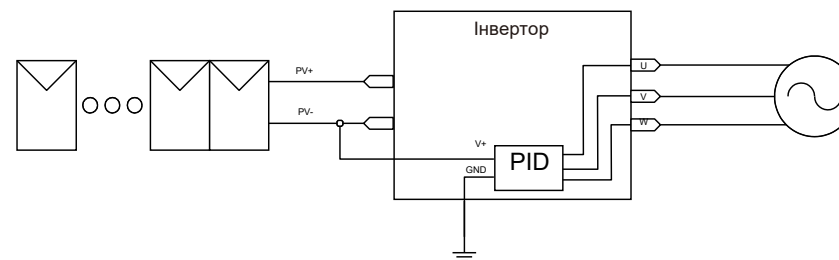 Інвертор
PV+
U
V
PV-
W
V+
PID
GND